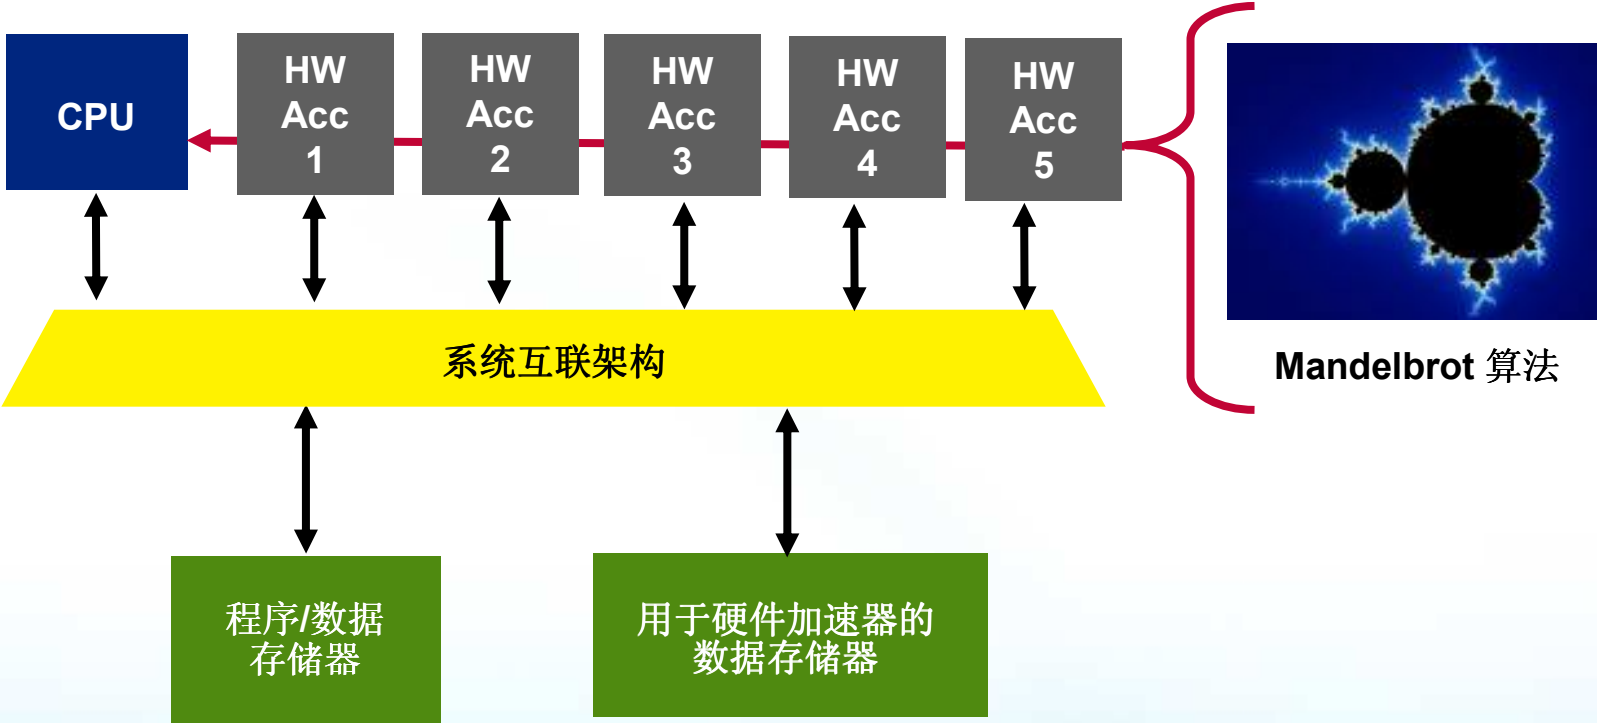 CPU
HW
Acc
1
HW
Acc
2
HW
Acc
3
HW
Acc
4
HW
Acc
5
系统互联架构
Mandelbrot 算法
程序/数据
存储器
用于硬件加速器的
数据存储器